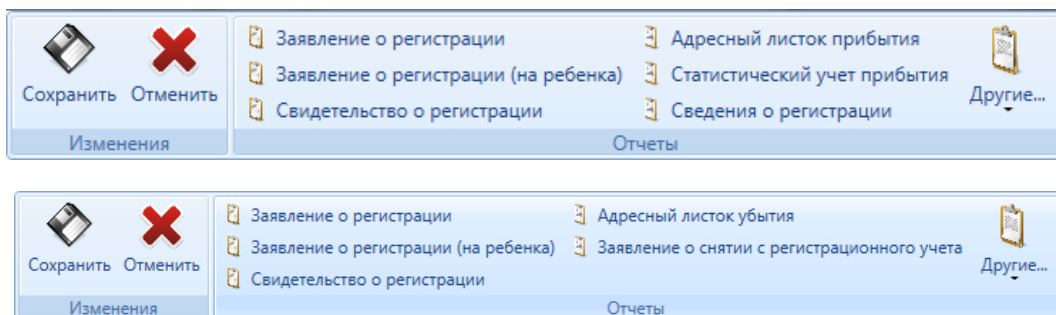 Заявление о регистрации
Адресный листок прибытия
Заявление о регистрации (на ребенка)
Статистический учет прибытия
Сохранить Отменить
Другие...
Свидетельство о регистрации
Сведения о регистрации
Изменения
Отчеты
Заявление о регистрации
Адресный листок убытия
Заявление о регистрации (на ребенка)
Заявление о снятии с регистрационного учета
Сохранить Отменить
Другие...
Свидетельство о регистрации
Изменения
Отчеты